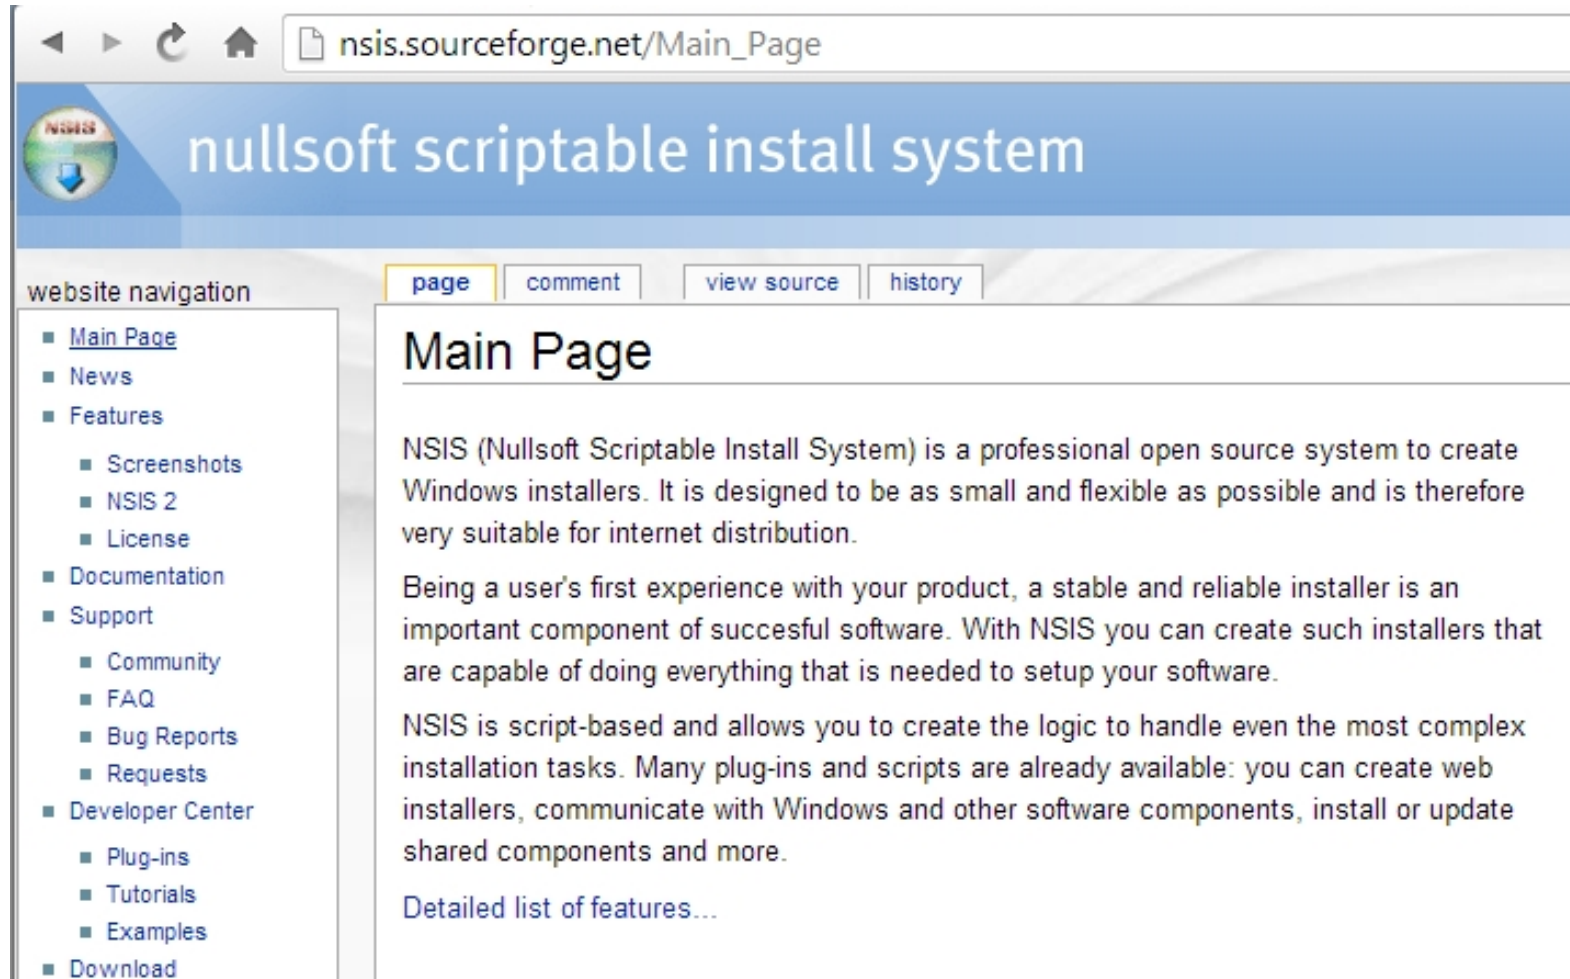 nsis.sourceforge.net/Main_Page
NSIS
nullsoft scriptable install system
website navigation
Main Page
News
Features
Screenshots
NSIS 2
License
Documentation
Support
Community
FAQ
Bug Reports
Requests
Developer Center
Plug-ins
Tutorials
Examples
Download
page comment view source history
Main Page
NSIS (Nullsoft Scriptable Install System) is a professional open source system to create
Windows installers. It is designed to be as small and flexible as possible and is therefore
very suitable for internet distribution.
Being a user's first experience with your product, a stable and reliable installer is an
important component of succesful software. With NSIS you can create such installers that
are capable of doing everything that is needed to setup your software.
NSIS is script-based and allows you to create the logic to handle even the most complex
installation tasks. Many plug-ins and scripts are already available: you can create web
installers, communicate with Windows and other software components, install or update
shared components and more.
Detailed list of features...